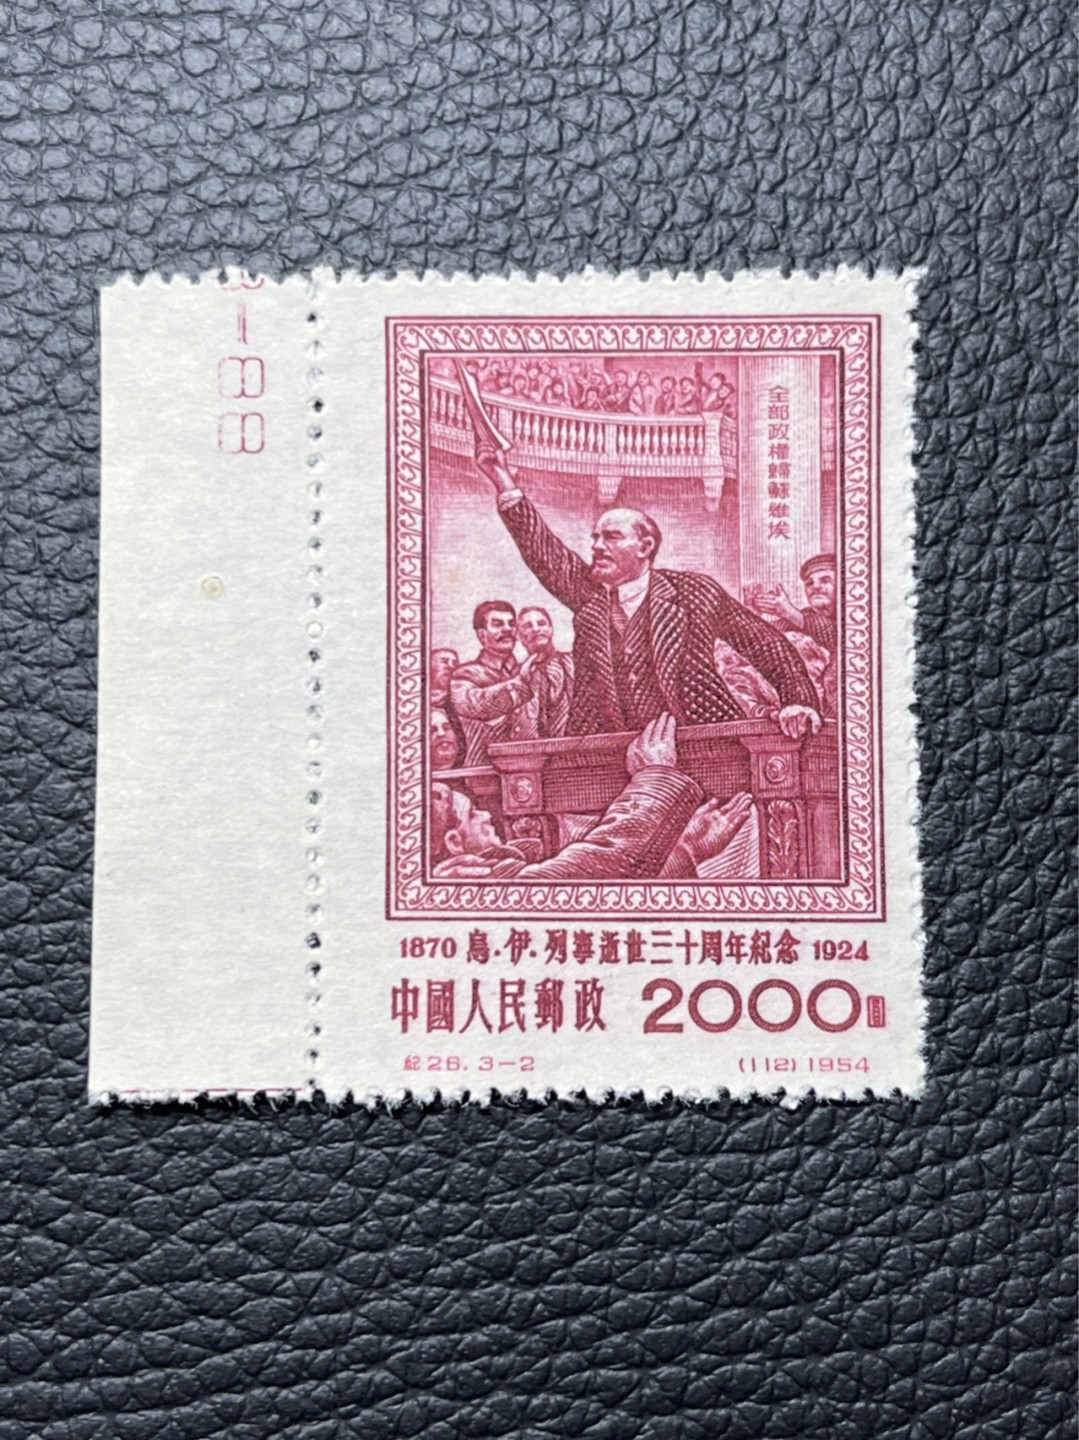 188
全部政權歸蘇維埃
1870 烏·伊·列寧逝世三十周年紀念 1924
中國人民郵政 2000圓
紀26. 3-2 (112) 1954